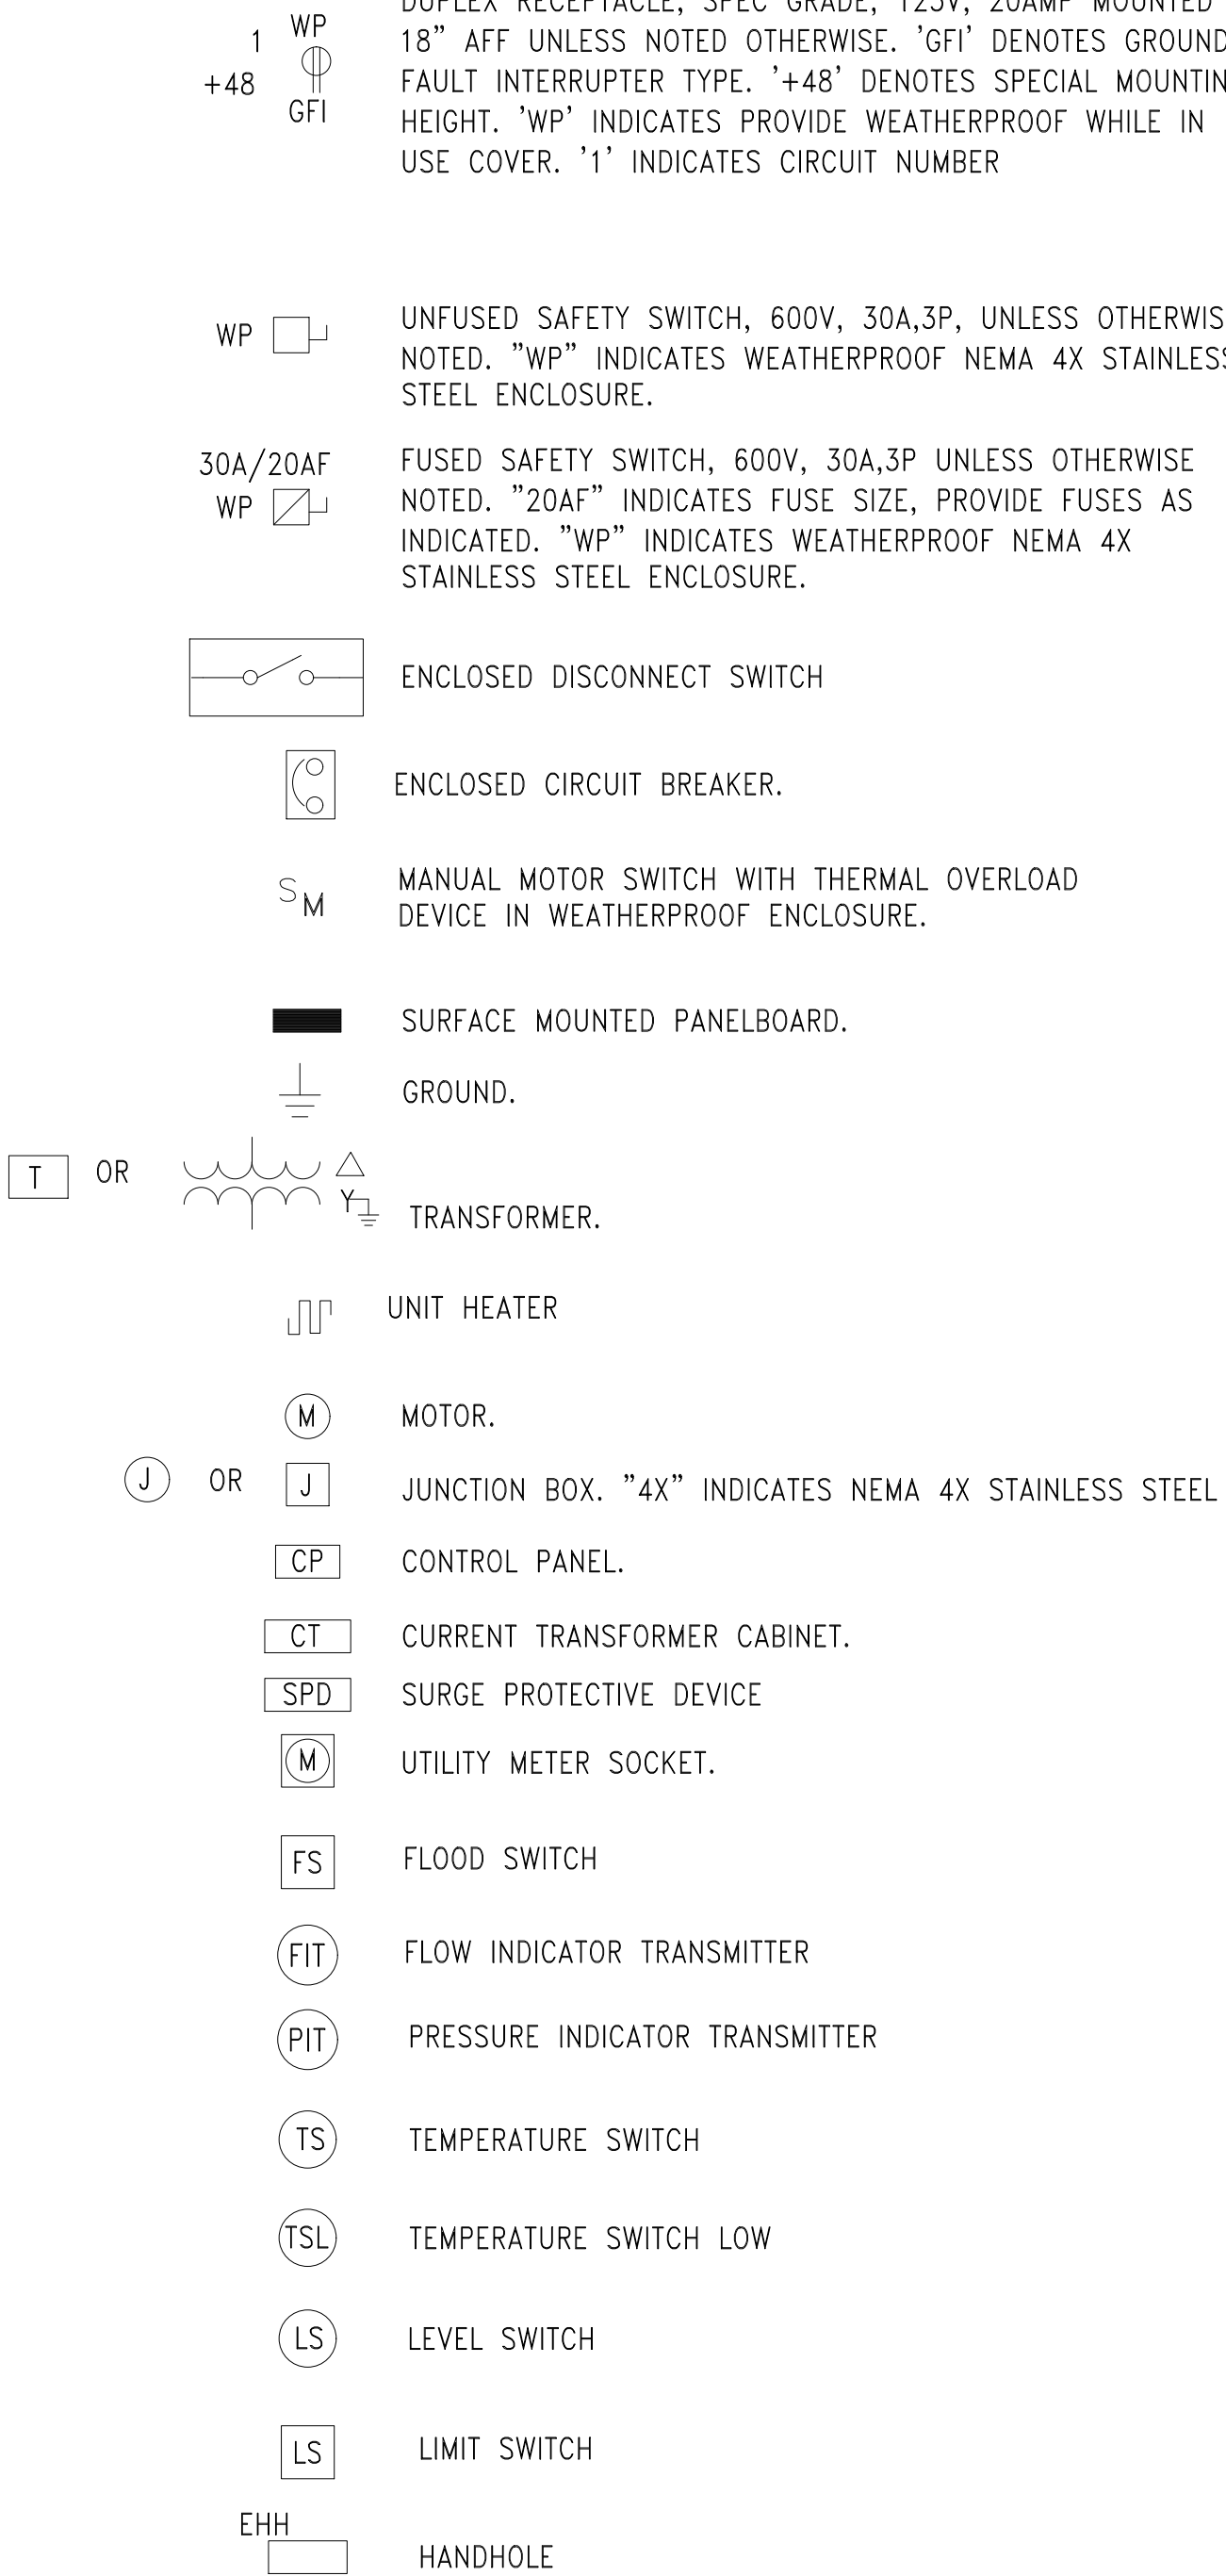 DUPLEX RECEPTACLE, SPEC GRADE, 125V, 20AMP MOUNTED
1 WP 18" AFF UNLESS NOTED OTHERWISE. 'GFI' DENOTES GROUND
+48 FAULT INTERRUPTER TYPE. '+48' DENOTES SPECIAL MOUNTIN
GFI HEIGHT. 'WP' INDICATES PROVIDE WEATHERPROOF WHILE IN
USE COVER. '1' INDICATES CIRCUIT NUMBER
UNFUSED SAFETY SWITCH, 600V, 30A,3P, UNLESS OTHERWIS
WP NOTED. "WP" INDICATES WEATHERPROOF NEMA 4X STAINLESS
STEEL ENCLOSURE.
30A/20AF FUSED SAFETY SWITCH, 600V, 30A,3P UNLESS OTHERWISE
WP NOTED. "20AF" INDICATES FUSE SIZE, PROVIDE FUSES AS
INDICATED. "WP" INDICATES WEATHERPROOF NEMA 4X
STAINLESS STEEL ENCLOSURE.
ENCLOSED DISCONNECT SWITCH
ENCLOSED CIRCUIT BREAKER.
S M MANUAL MOTOR SWITCH WITH THERMAL OVERLOAD
DEVICE IN WEATHERPROOF ENCLOSURE.
SURFACE MOUNTED PANELBOARD.
GROUND.
T OR Y TRANSFORMER.
UNIT HEATER
M MOTOR.
J OR J JUNCTION BOX. "4X" INDICATES NEMA 4X STAINLESS STEEL
CP CONTROL PANEL.
CT CURRENT TRANSFORMER CABINET.
SPD SURGE PROTECTIVE DEVICE
M UTILITY METER SOCKET.
FS FLOOD SWITCH
FIT FLOW INDICATOR TRANSMITTER
PIT PRESSURE INDICATOR TRANSMITTER
TS TEMPERATURE SWITCH
TSL TEMPERATURE SWITCH LOW
LS LEVEL SWITCH
LS LIMIT SWITCH
EHH
HANDHOLE